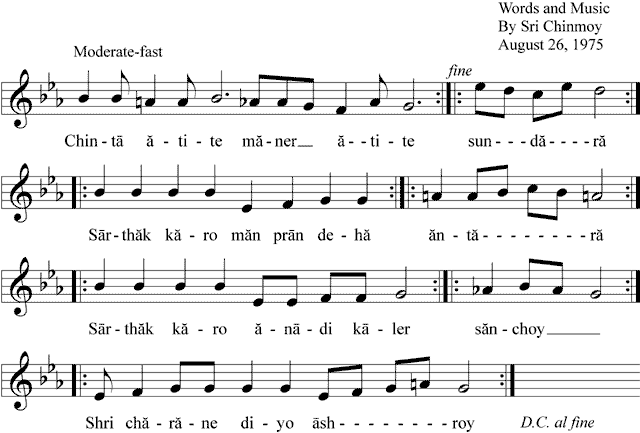 Words and Music
By Sri Chinmoy
August 26, 1975
Moderate-fast
fine
Chin-tā ă-ti-te mă-ner__ ă--ti-te sun----dă---ră
Sār-thăk kă-ro măn prān de-hă ăn-tă-------ră
Sār-thăk kă-ro ă-nā-di kā-ler săn-choy______
Shri chă-ră-ne di-yo āsh--------roy D.C. al fine